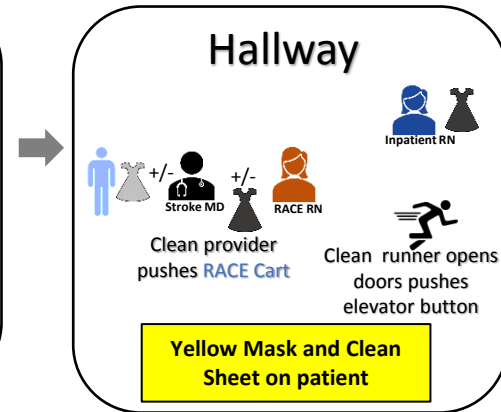 Hallway
Inpatient RN
+/-
+/-
Stroke MD
RACE RN
Clean provider
pushes RACE Cart
Clean runner opens
doors pushes
elevator button
Yellow Mask and Clean
Sheet on patient